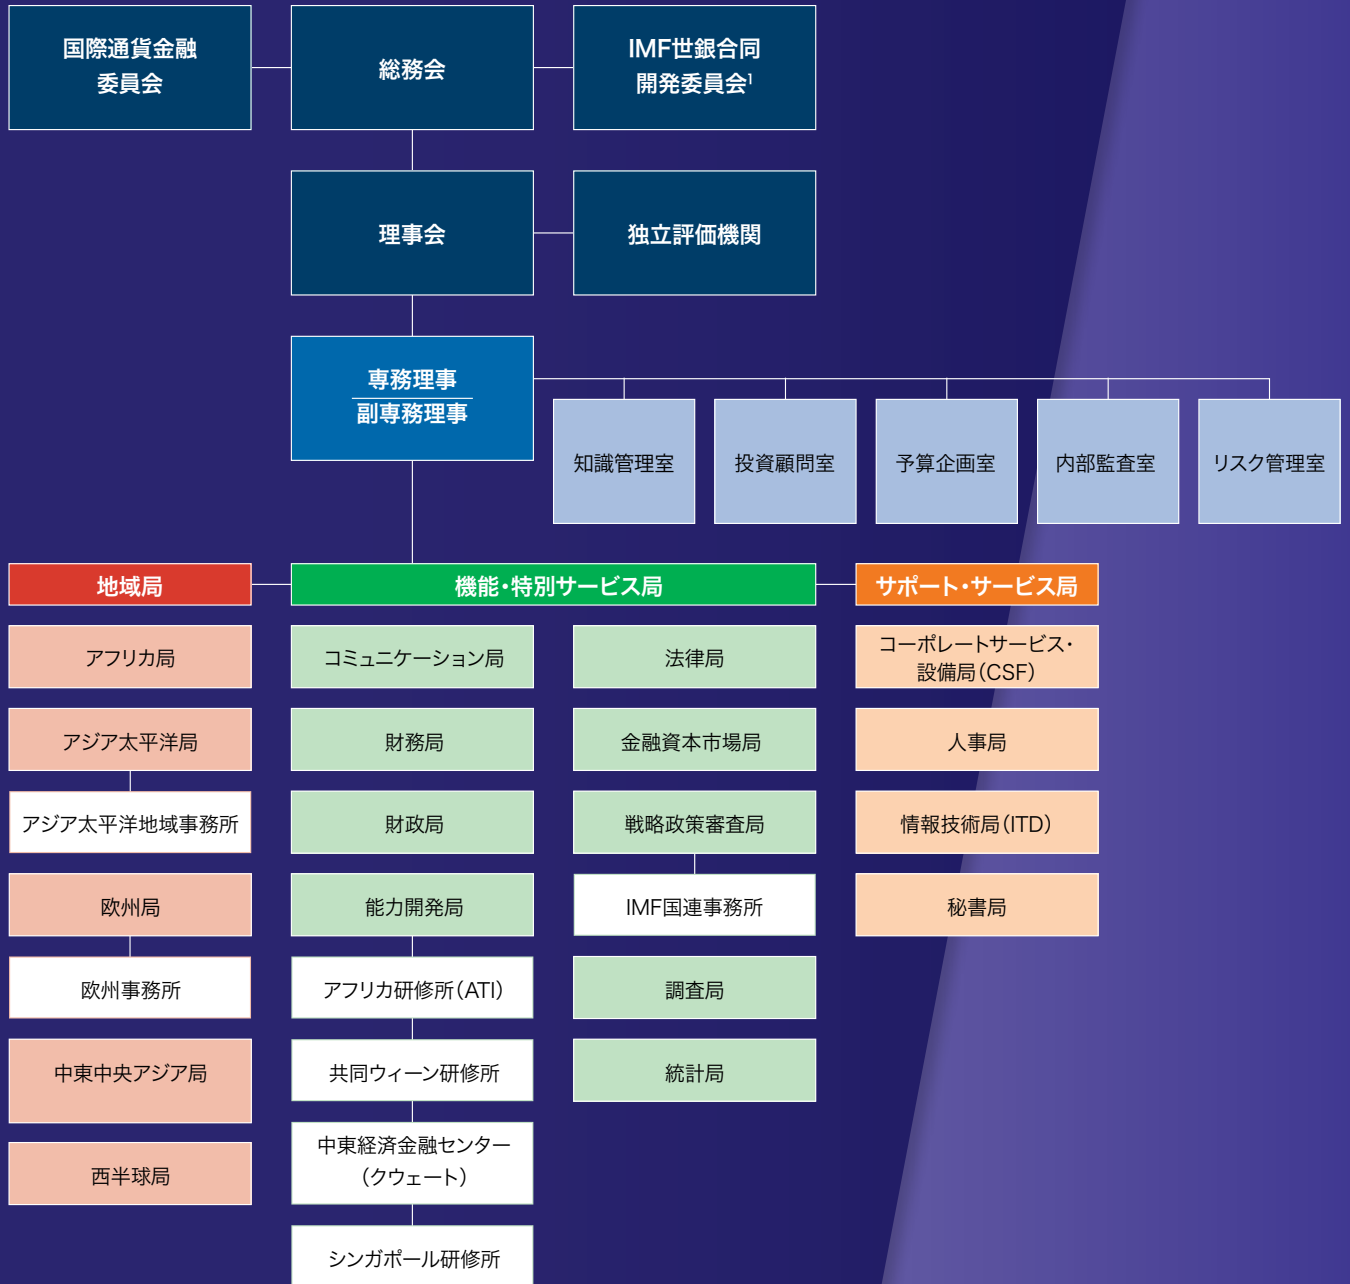 国際通貨金融
委員会
総務会
IMF世銀合同
開発委員会¹
理事会
独立評価機関
専務理事
副専務理事
知識管理室
投資顧問室
予算企画室
内部監査室
リスク管理室
地域局
機能・特別サービス局
サポート・サービス局
アフリカ局
アジア太平洋局
アジア太平洋地域事務所
欧州局
欧州事務所
中東中央アジア局
西半球局
コミュニケーション局
財務局
財政局
能力開発局
アフリカ研修所(ATI)
共同ウィーン研修所
中東経済金融センター
(クウェート)
シンガポール研修所
法律局
金融資本市場局
戦略政策審査局
IMF国連事務所
調査局
統計局
コーポレートサービス・
設備局(CSF)
人事局
情報技術局(ITD)
秘書局